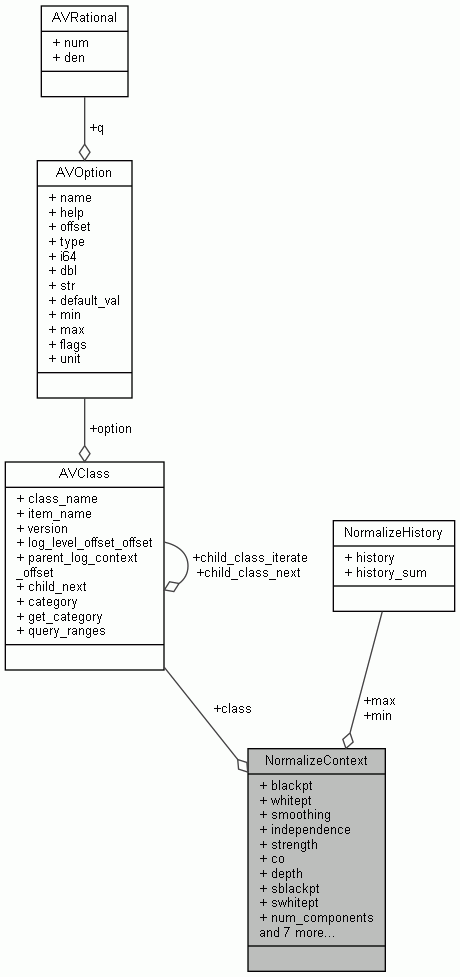 AVRational
+ num
+ den
+q
AVOption
+ name
+ help
+ offset
+ type
+ i64
+ dbl
+ str
+ default_val
+ min
+ max
+ flags
+ unit
+option
AVClass
+ class_name
+ item_name
+ version
+ log_level_offset_offset
+ parent_log_context
_offset
+ child_next
+ category
+ get_category
+ query_ranges
+child_class_iterate
+child_class_next
NormalizeHistory
+ history
+ history_sum
+class
+max
+min
NormalizeContext
+ blackpt
+ whitept
+ smoothing
+ independence
+ strength
+ co
+ depth
+ sblackpt
+ swhitept
+ num_components
and 7 more...